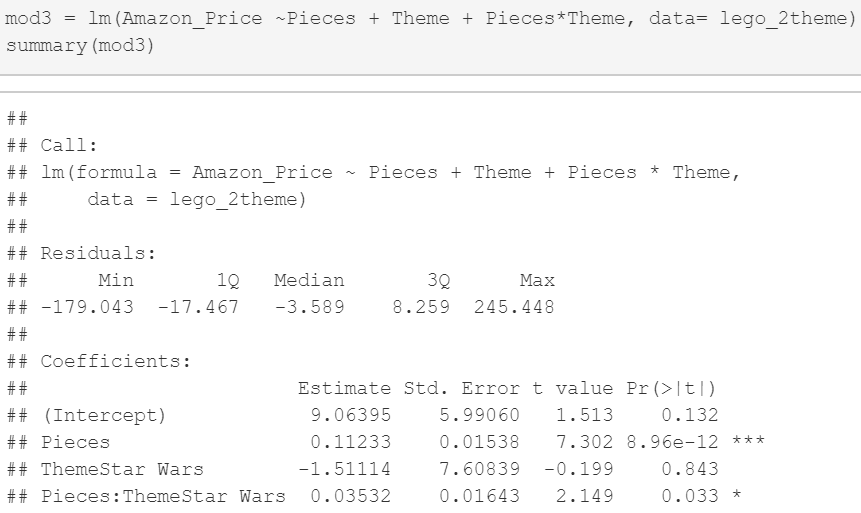 mod3 = lm(Amazon_Price ~Pieces + Theme + Pieces*Theme, data= lego_2theme)
summary(mod3)
##
## Call:
## lm(formula = Amazon_Price ~ Pieces + Theme + Pieces * Theme,
##     data = lego_2theme)
##
## Residuals:
##      Min       1Q   Median       3Q      Max
## -179.043  -17.467   -3.589    8.259  245.448
##
## Coefficients:
##                        Estimate Std. Error t value Pr(>|t|)
## (Intercept)             9.06395    5.99060   1.513    0.132
## Pieces                  0.11233    0.01538   7.302 8.96e-12 ***
## ThemeStar Wars         -1.51114    7.60839  -0.199    0.843
## Pieces:ThemeStar Wars  0.03532    0.01643   2.149    0.033 *